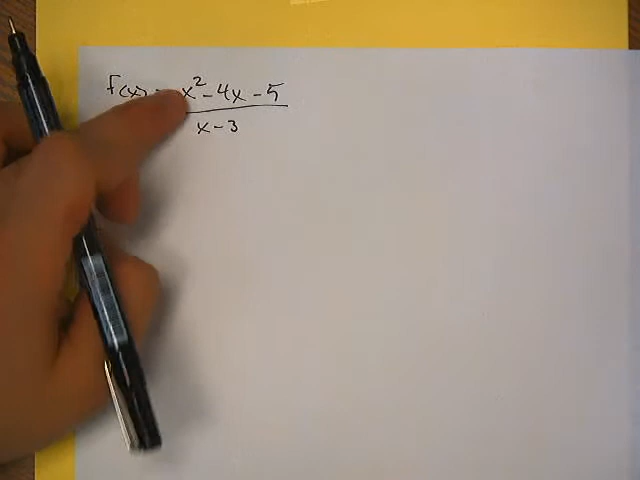 f(x) = x² - 4x - 5
x - 3